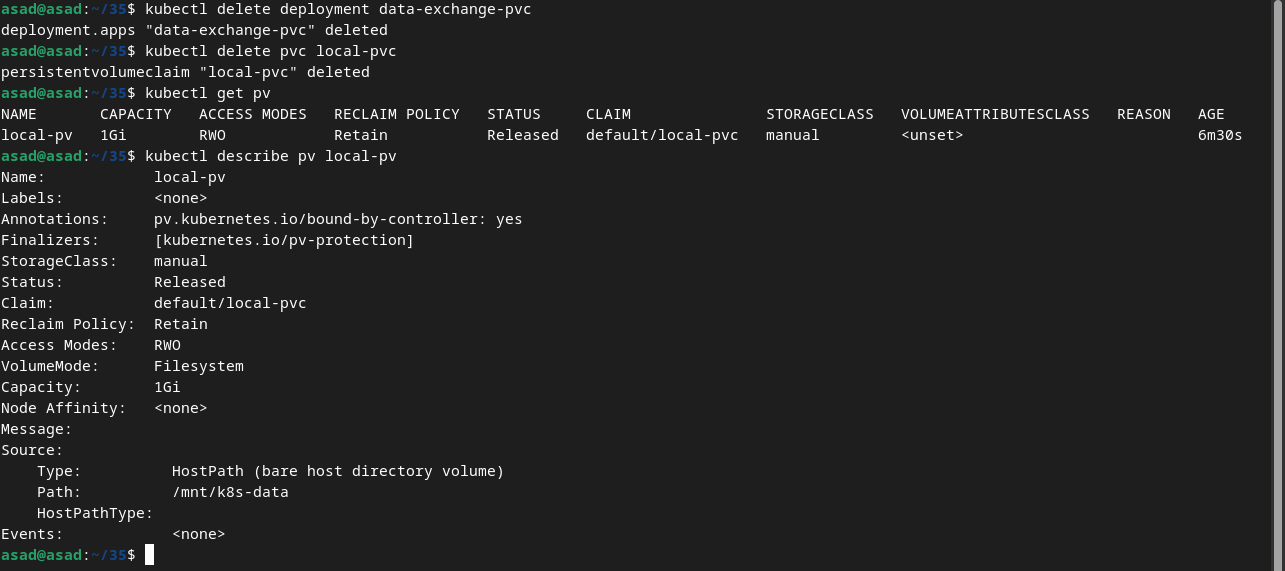 asad@asad:~/35$ kubectl delete deployment data-exchange-pvc
deployment.apps "data-exchange-pvc" deleted
asad@asad:~/35$ kubectl delete pvc local-pvc
persistentvolumeclaim "local-pvc" deleted
asad@asad:~/35$ kubectl get pv
NAME       CAPACITY   ACCESS MODES   RECLAIM POLICY   STATUS     CLAIM               STORAGECLASS   VOLUMEATTRIBUTESCLASS   REASON   AGE
local-pv   1Gi        RWO            Retain           Released   default/local-pvc   manual         <unset>                          6m30s
asad@asad:~/35$ kubectl describe pv local-pv
Name:            local-pv
Labels:          <none>
Annotations:     pv.kubernetes.io/bound-by-controller: yes
Finalizers:      [kubernetes.io/pv-protection]
StorageClass:    manual
Status:          Released
Claim:           default/local-pvc
Reclaim Policy:  Retain
Access Modes:    RWO
VolumeMode:      Filesystem
Capacity:        1Gi
Node Affinity:   <none>
Message:
Source:
    Type:          HostPath (bare host directory volume)
    Path:          /mnt/k8s-data
    HostPathType:
Events:            <none>
asad@asad:~/35$